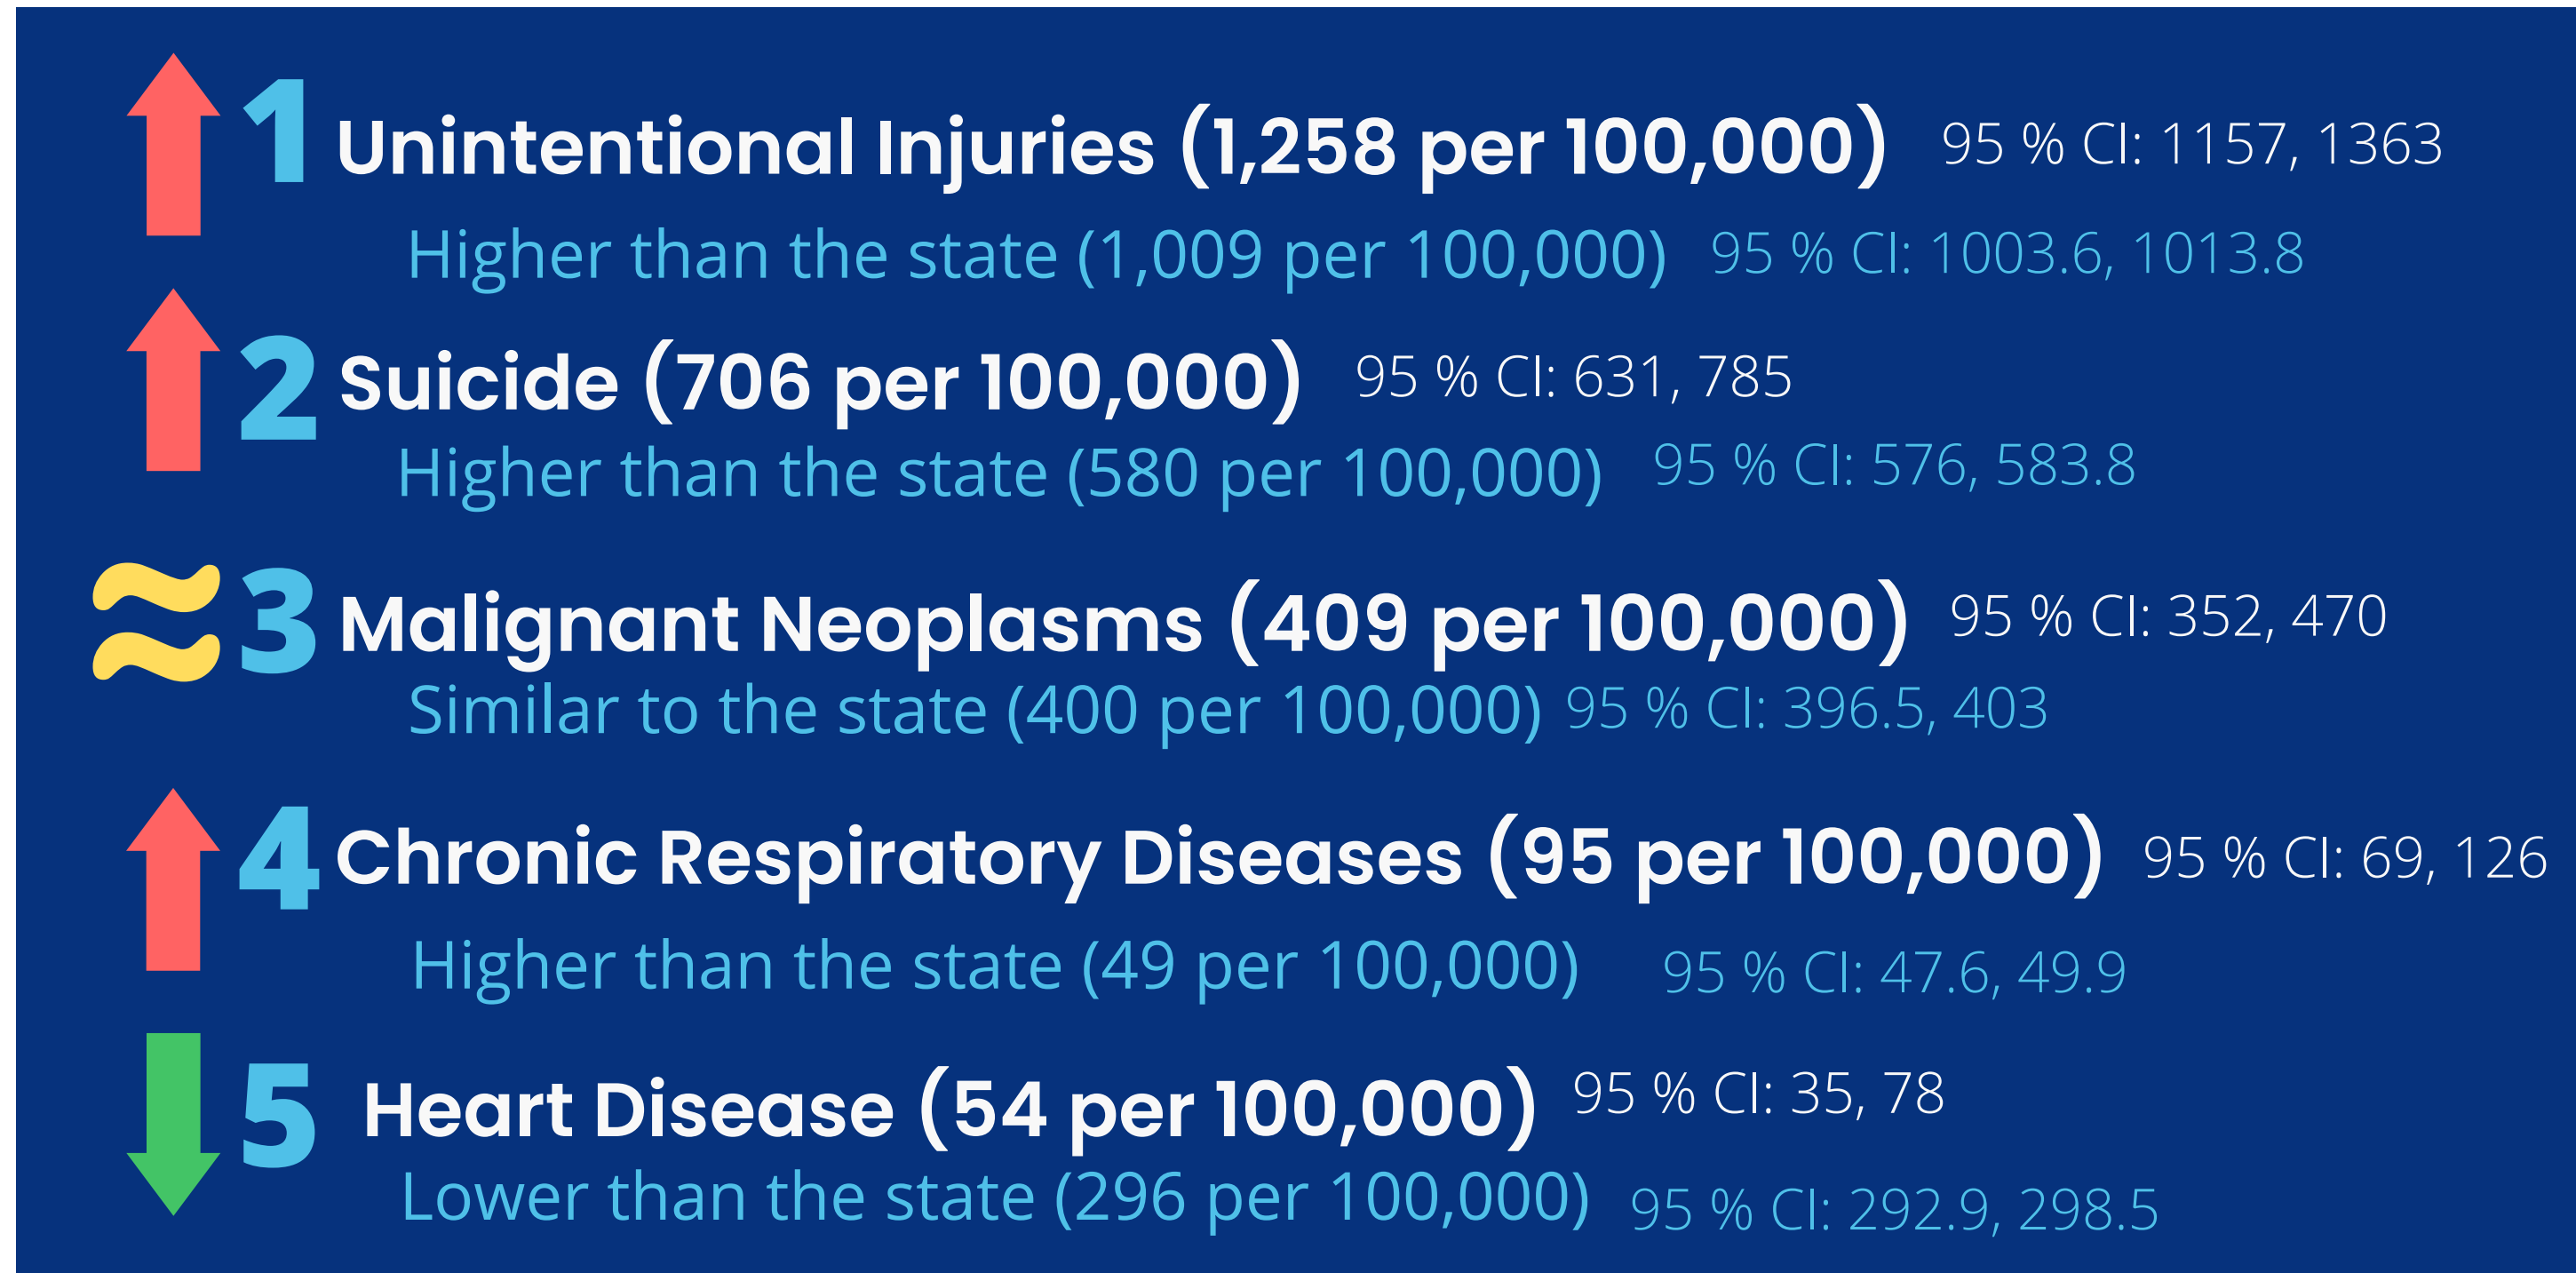 1 Unintentional Injuries (1,258 per 100,000) 95 % CI: 1157, 1363
Higher than the state (1,009 per 100,000) 95 % CI: 1003.6, 1013.8
2 Suicide (706 per 100,000) 95 % CI: 631, 785
Higher than the state (580 per 100,000) 95 % CI: 576, 583.8
≈ 3 Malignant Neoplasms (409 per 100,000) 95 % CI: 352, 470
Similar to the state (400 per 100,000) 95 % CI: 396.5, 403
4 Chronic Respiratory Diseases (95 per 100,000) 95 % CI: 69, 126
Higher than the state (49 per 100,000) 95 % CI: 47.6, 49.9
5 Heart Disease (54 per 100,000) 95 % CI: 35, 78
Lower than the state (296 per 100,000) 95 % CI: 292.9, 298.5